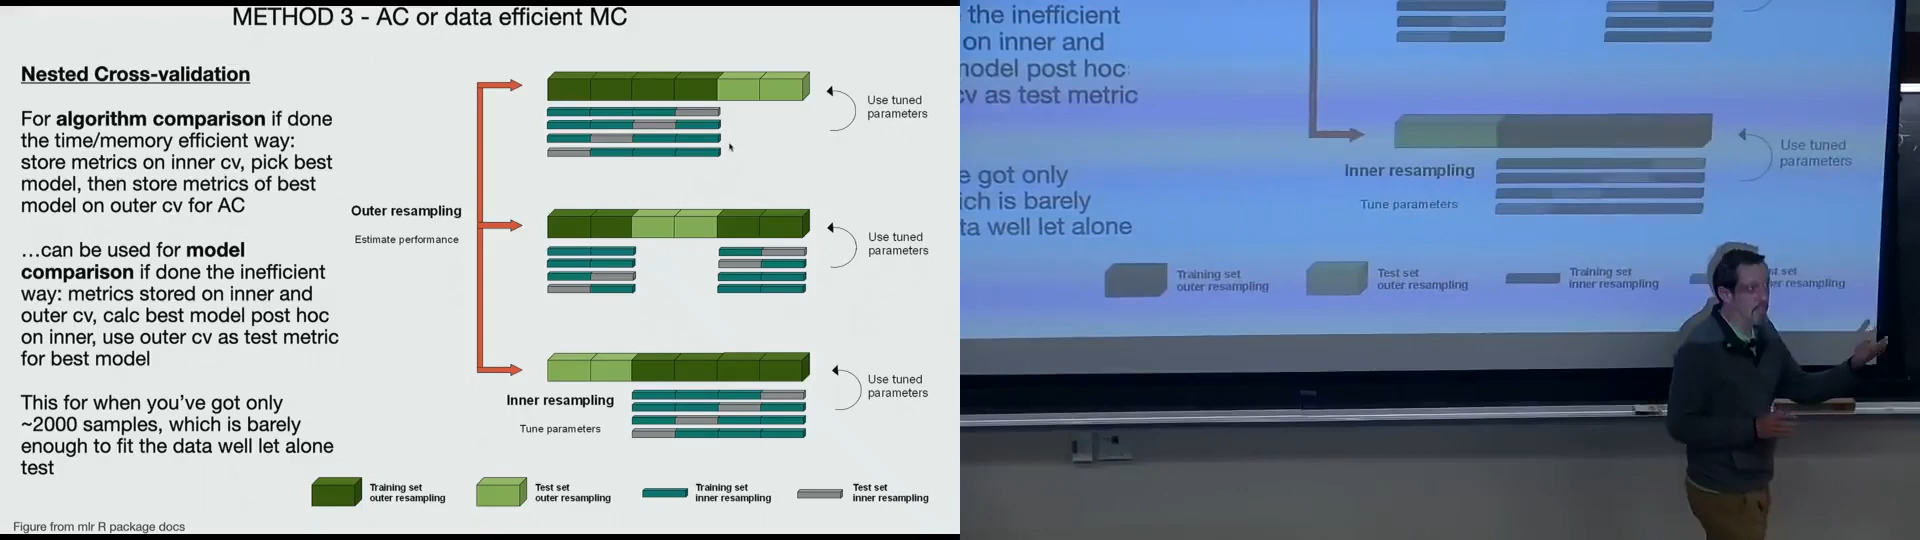 METHOD 3 - AC or data efficient MC
Nested Cross-validation
For algorithm comparison if done
the time/memory efficient way:
store metrics on inner cv, pick best
model, then store metrics of best
model on outer cv for AC
…can be used for model
comparison if done the inefficient
way: metrics stored on inner and
outer cv, calc best model post hoc
on inner, use outer cv as test metric
for best model
This for when you've got only
~2000 samples, which is barely
enough to fit the data well let alone
test
Outer resampling
Estimate performance
Use tuned
parameters
Use tuned
parameters
Use tuned
parameters
Inner resampling
Tune parameters
Training set
outer resampling
Test set
outer resampling
Training set
inner resampling
Test set
inner resampling
Figure from mlr R package docs
the inefficient
on inner and
model post hoc
cv as test metric
e got only
ich is barely
ta well let alone
Use tuned
parameters
Inner resampling
Tune parameters
Training set
outer resampling
Test set
outer resampling
Training set
inner resampling
set
resampling